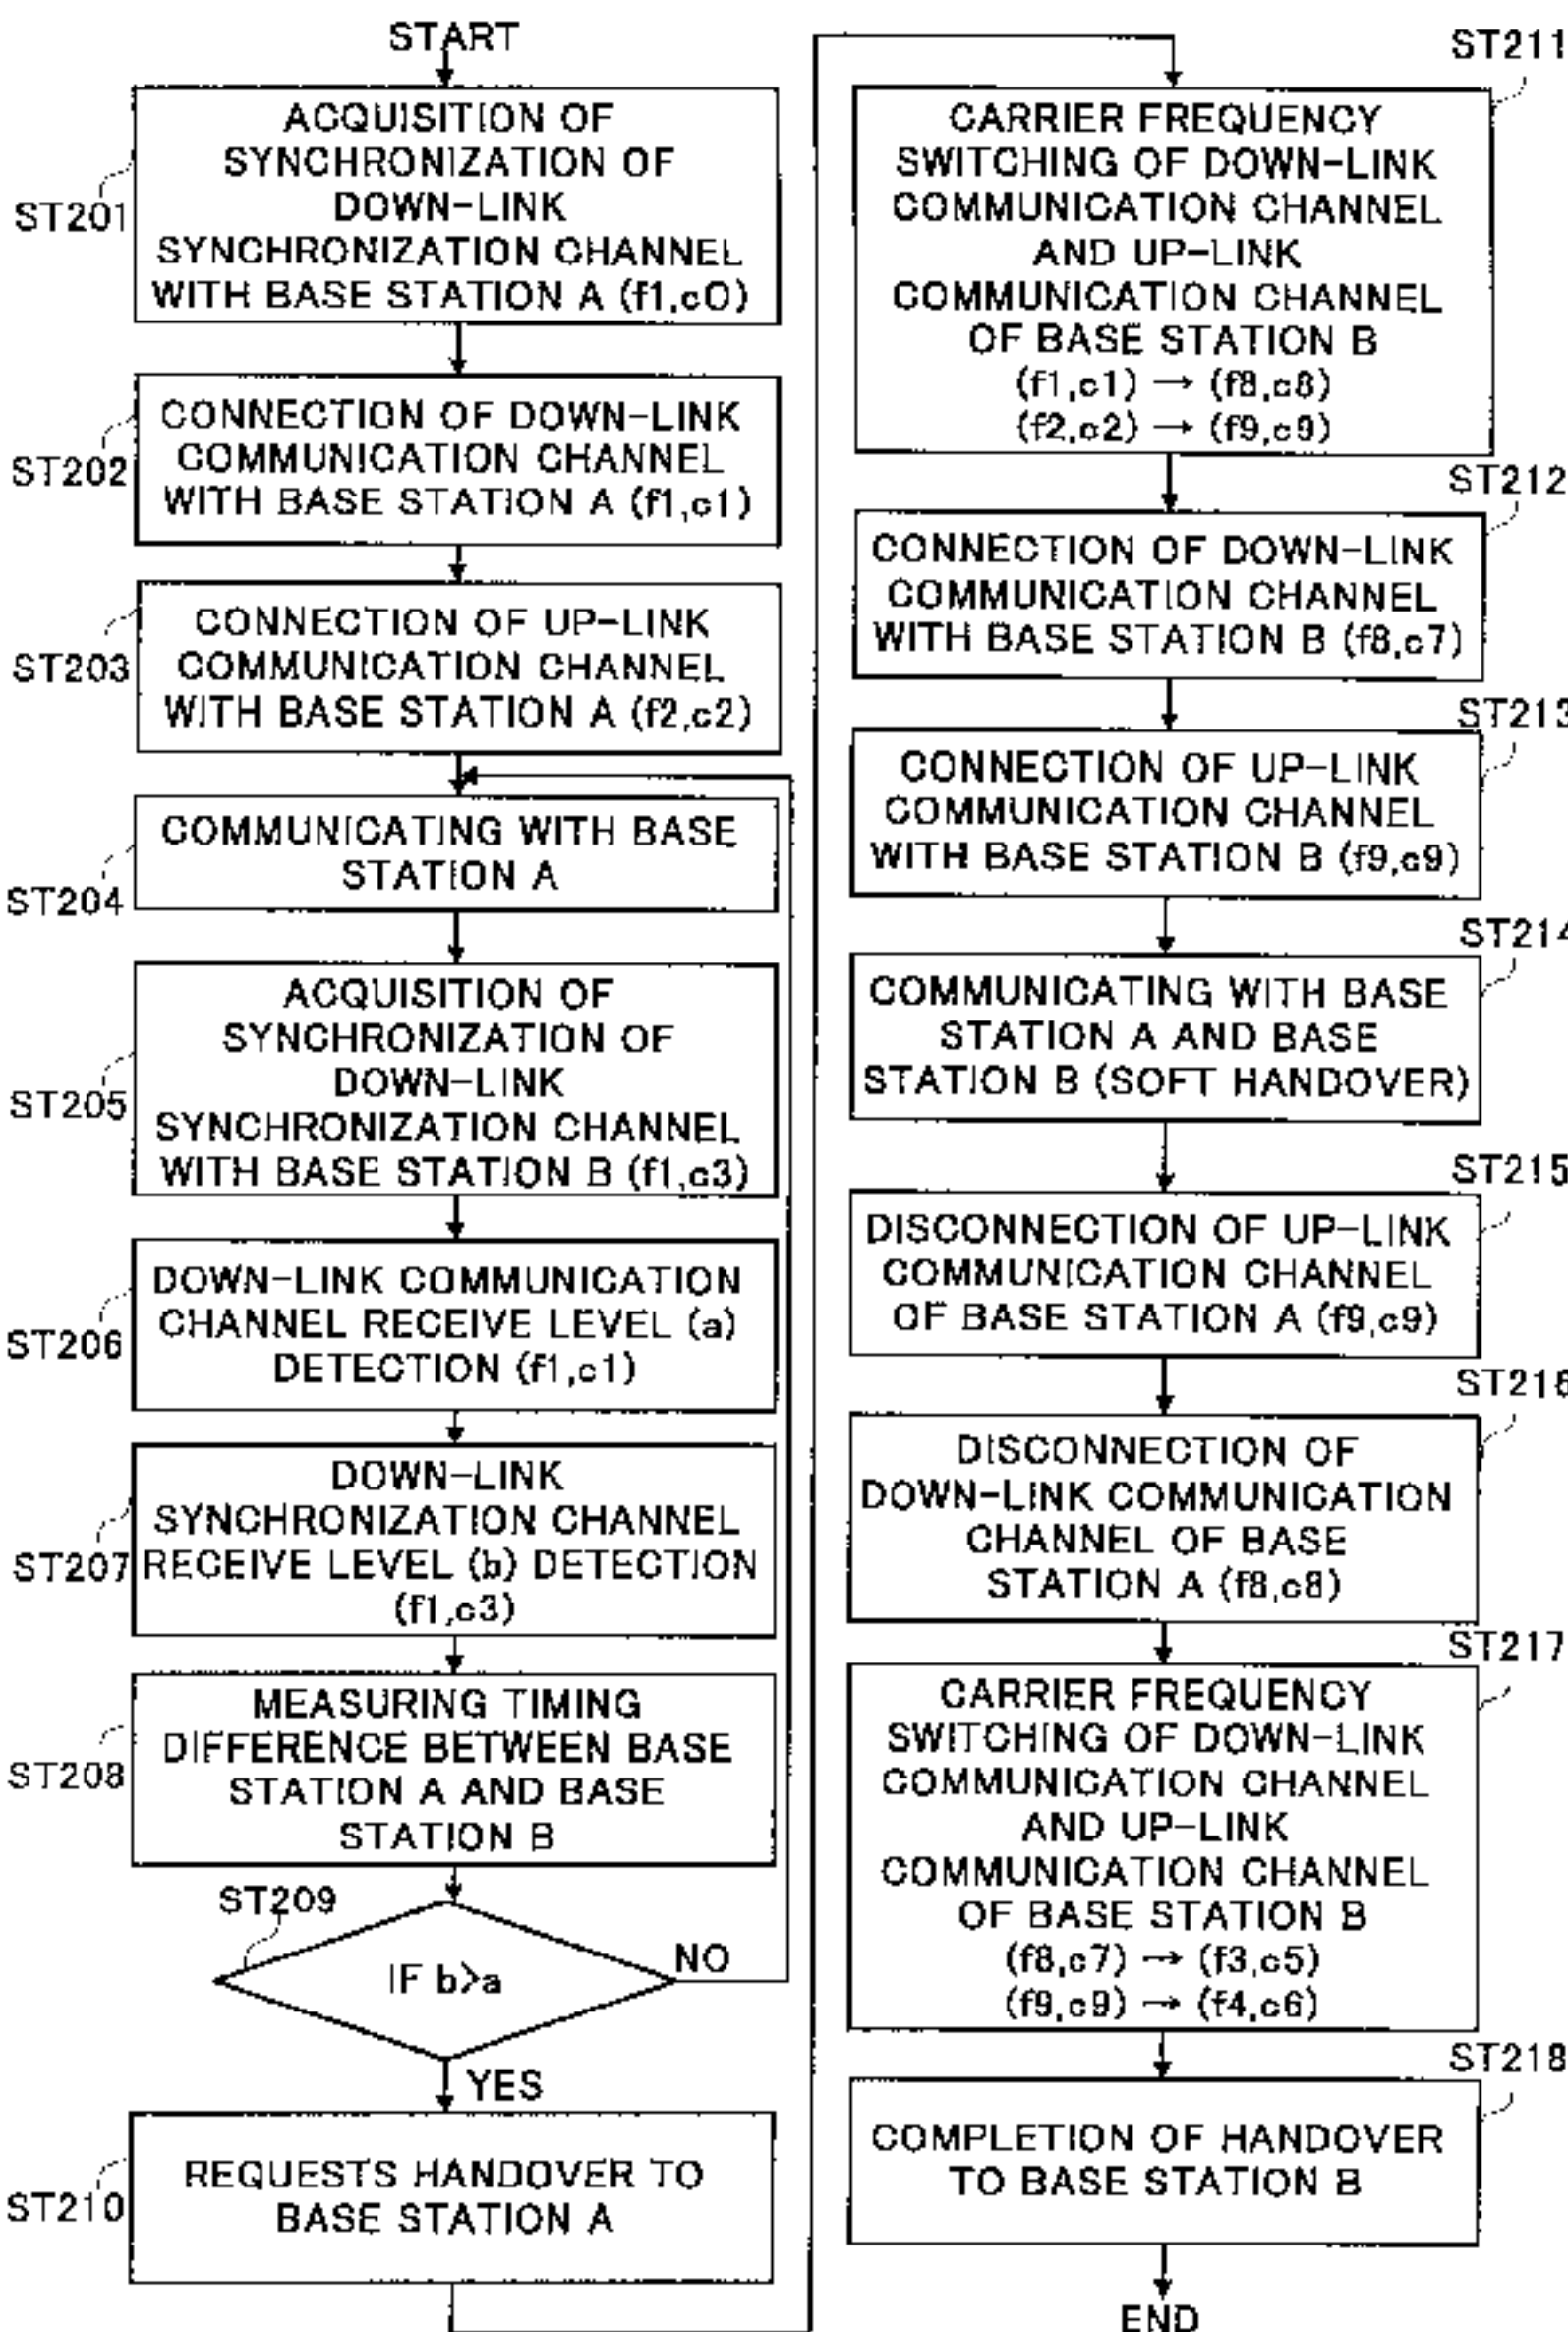 START
ST201
ACQUISITION OF
SYNCHRONIZATION OF
DOWN-LINK
SYNCHRONIZATION CHANNEL
WITH BASE STATION A (f1,c0)
ST202
CONNECTION OF DOWN-LINK
COMMUNICATION CHANNEL
WITH BASE STATION A (f1,c1)
ST203
CONNECTION OF UP-LINK
COMMUNICATION CHANNEL
WITH BASE STATION A (f2,c2)
ST204
COMMUNICATING WITH BASE
STATION A
ST205
ACQUISITION OF
SYNCHRONIZATION OF
DOWN-LINK
SYNCHRONIZATION CHANNEL
WITH BASE STATION B (f1,c3)
ST206
DOWN-LINK COMMUNICATION
CHANNEL RECEIVE LEVEL (a)
DETECTION (f1,c1)
ST207
DOWN-LINK
SYNCHRONIZATION CHANNEL
RECEIVE LEVEL (b) DETECTION
(f1,c3)
ST208
MEASURING TIMING
DIFFERENCE BETWEEN BASE
STATION A AND BASE
STATION B
ST209
IF b>a
NO
YES
ST210
REQUESTS HANDOVER TO
BASE STATION A
ST211
CARRIER FREQUENCY
SWITCHING OF DOWN-LINK
COMMUNICATION CHANNEL
AND UP-LINK
COMMUNICATION CHANNEL
OF BASE STATION B
(f1,c1) → (f8,c8)
(f2,c2) → (f9,c9)
ST212
CONNECTION OF DOWN-LINK
COMMUNICATION CHANNEL
WITH BASE STATION B (f8,c7)
ST213
CONNECTION OF UP-LINK
COMMUNICATION CHANNEL
WITH BASE STATION B (f9,c9)
ST214
COMMUNICATING WITH BASE
STATION A AND BASE
STATION B (SOFT HANDOVER)
ST215
DISCONNECTION OF UP-LINK
COMMUNICATION CHANNEL
OF BASE STATION A (f9,c9)
ST216
DISCONNECTION OF
DOWN-LINK COMMUNICATION
CHANNEL OF BASE
STATION A (f8,c8)
ST217
CARRIER FREQUENCY
SWITCHING OF DOWN-LINK
COMMUNICATION CHANNEL
AND UP-LINK
COMMUNICATION CHANNEL
OF BASE STATION B
(f8,c7) → (f3,c5)
(f9,c9) → (f4,c6)
ST218
COMPLETION OF HANDOVER
TO BASE STATION B
END